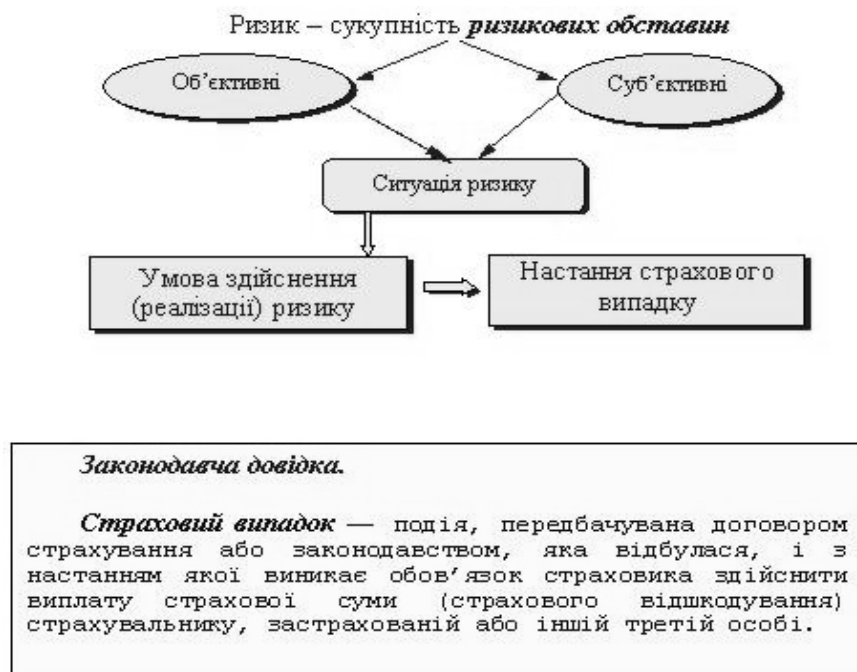 Ризик – сукупність ризикових обставин
Об’єктивні
Суб’єктивні
Ситуація ризику
Умова здійснення
(реалізації) ризику
Настання страхового
випадку
Законодавча довідка.
Страховий випадок — подія, передбачувана договором
страхування або законодавством, яка відбулася, і з
настанням якої виникає обов’язок страховика здійснити
виплату страхової суми (страхового відшкодування)
страхувальнику, застрахованій або іншій третій особі.